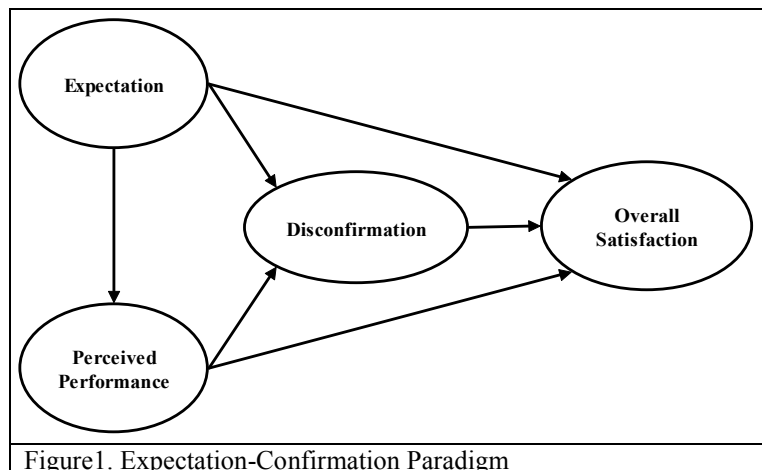 Expectation
Disconfirmation
Overall
Satisfaction
Perceived
Performance
Figure1. Expectation-Confirmation Paradigm